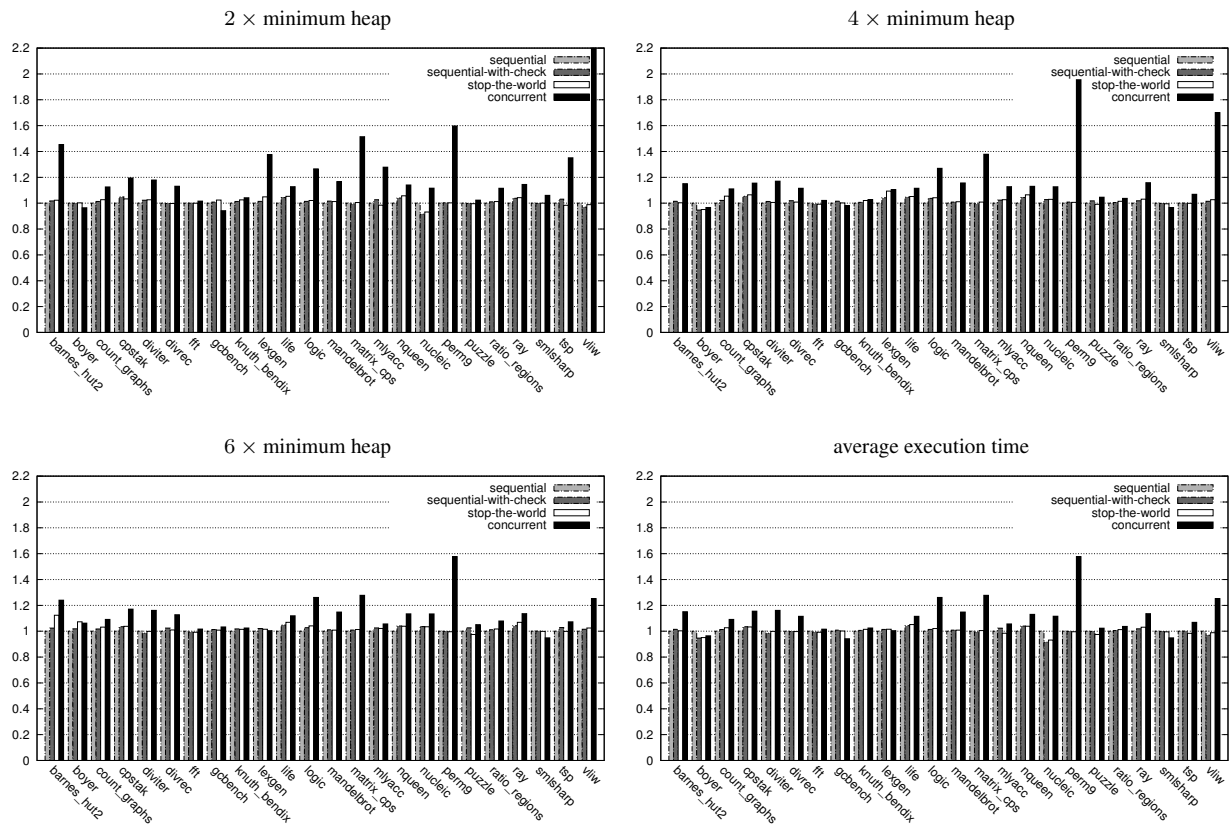 2 × minimum heap
2.2
2
1.8
1.6
1.4
1.2
1
0.8
0.6
0.4
0.2
0
sequential
sequential-with-check
stop-the-world
concurrent
barnes_hut2
boyer
count_graphs
cpstak
diviter
divrec
fft
gcbench
knuth_bendix
lexgen
life
logic
mandelbrot
matrix_cps
mlyacc
nqueen
nucleic
perm9
puzzle
ratio_regions
ray
smlsharp
tsp
vliw
4 × minimum heap
2.2
2
1.8
1.6
1.4
1.2
1
0.8
0.6
0.4
0.2
0
sequential
sequential-with-check
stop-the-world
concurrent
barnes_hut2
boyer
count_graphs
cpstak
diviter
divrec
fft
gcbench
knuth_bendix
lexgen
life
logic
mandelbrot
matrix_cps
mlyacc
nqueen
nucleic
perm9
puzzle
ratio_regions
ray
smlsharp
tsp
vliw
6 × minimum heap
2.2
2
1.8
1.6
1.4
1.2
1
0.8
0.6
0.4
0.2
0
sequential
sequential-with-check
stop-the-world
concurrent
barnes_hut2
boyer
count_graphs
cpstak
diviter
divrec
fft
gcbench
knuth_bendix
lexgen
life
logic
mandelbrot
matrix_cps
mlyacc
nqueen
nucleic
perm9
puzzle
ratio_regions
ray
smlsharp
tsp
vliw
average execution time
2.2
2
1.8
1.6
1.4
1.2
1
0.8
0.6
0.4
0.2
0
sequential
sequential-with-check
stop-the-world
concurrent
barnes_hut2
boyer
count_graphs
cpstak
diviter
divrec
fft
gcbench
knuth_bendix
lexgen
life
logic
mandelbrot
matrix_cps
mlyacc
nqueen
nucleic
perm9
puzzle
ratio_regions
ray
smlsharp
tsp
vliw